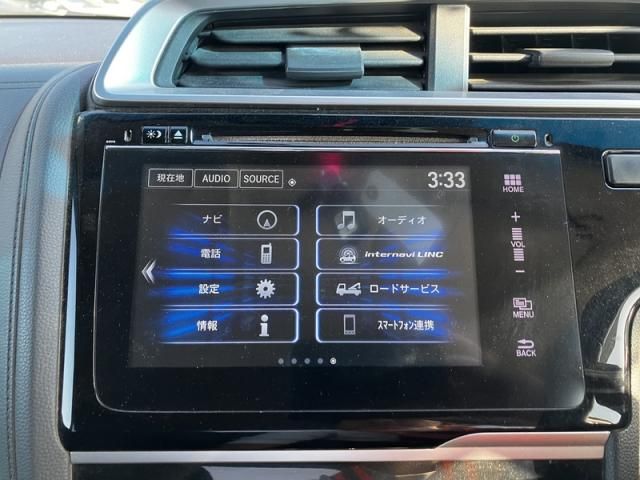 現在地 AUDIO SOURCE 3:33
ナビ オーディオ
電話 internavi LINC
設定 ロードサービス
情報 スマートフォン連携
HOME
+
VOL
−
MENU
BACK